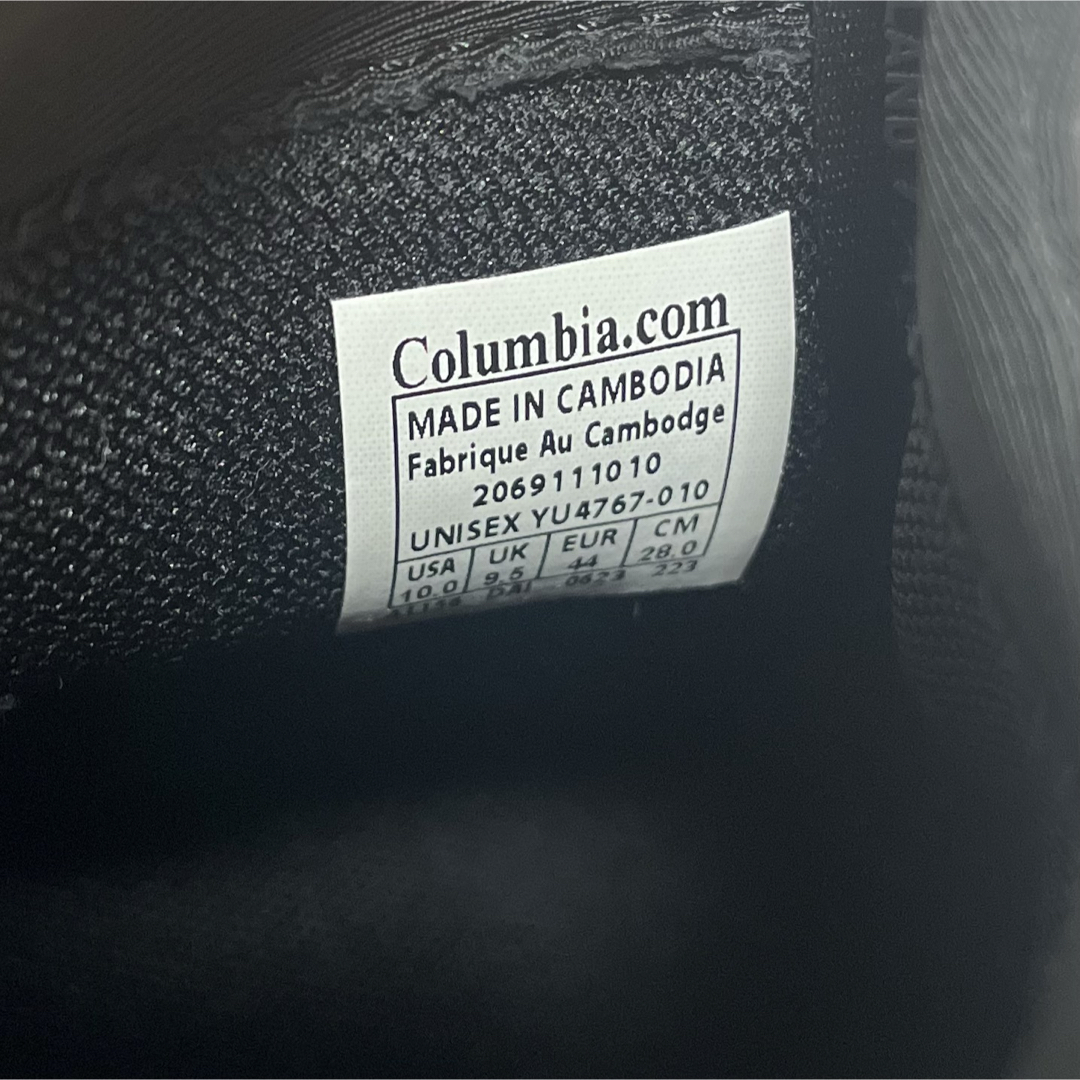 Columbia.com
MADE IN CAMBODIA
Fabrique Au Cambodge
2069111010
UNISEX YU4767-010
USA UK EUR CM
10.0 9.5 44 28.0
DAI 0623 223